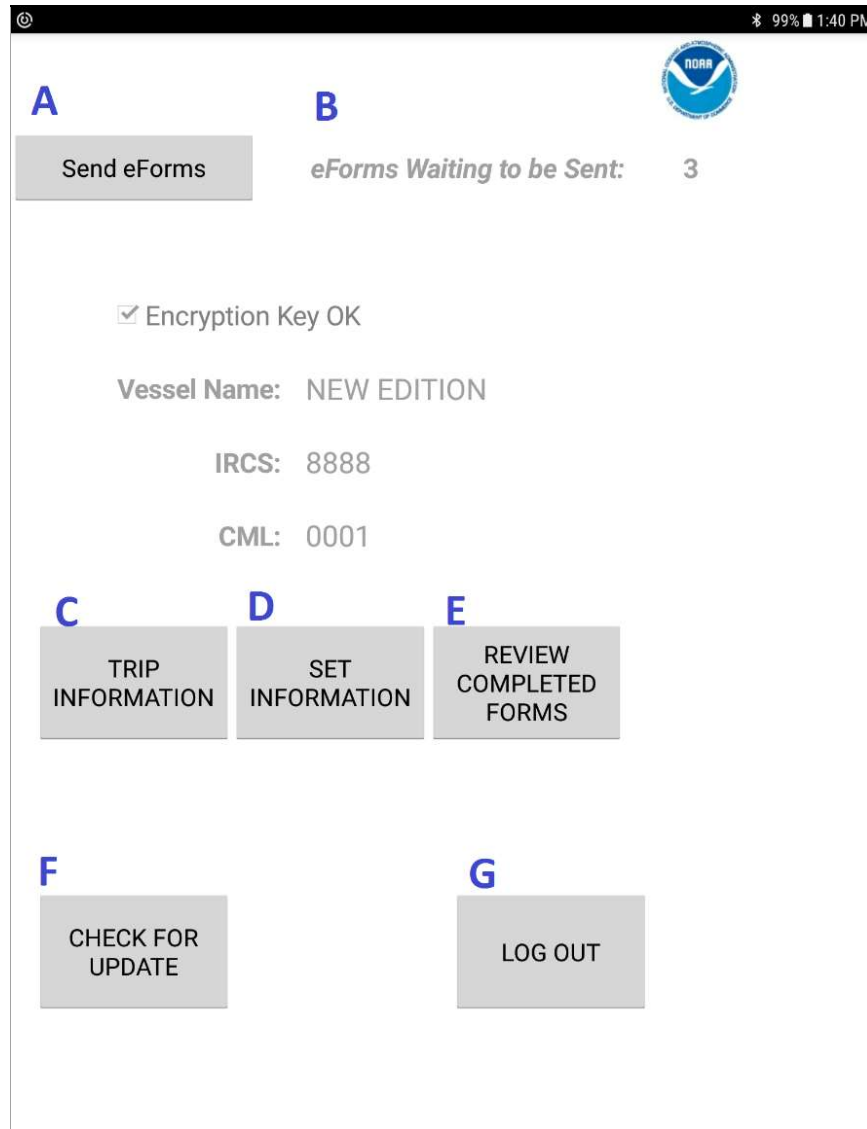 99% 1:40 PM
NOAA
A
B
Send eForms
eForms Waiting to be Sent: 3
Encryption Key OK
Vessel Name: NEW EDITION
IRCS: 8888
CML: 0001
C
D
E
TRIP
INFORMATION
SET
INFORMATION
REVIEW
COMPLETED
FORMS
F
G
CHECK FOR
UPDATE
LOG OUT